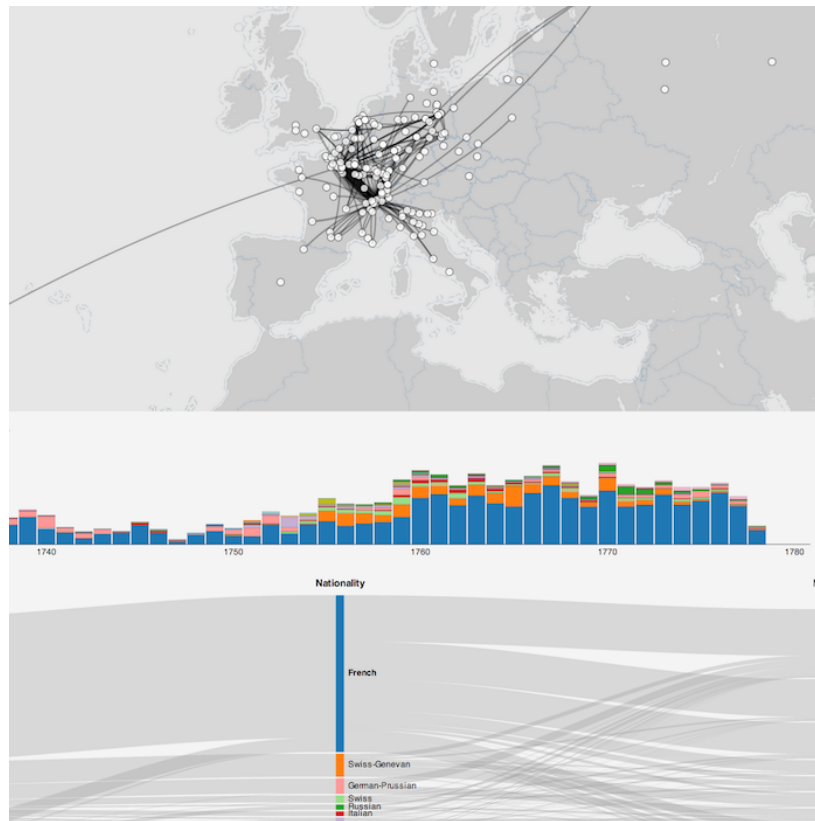 1740 1750 1760 1770 1780
Nationality
French
Swiss-Genevan
German-Prussian
Swiss
Russian
Italian